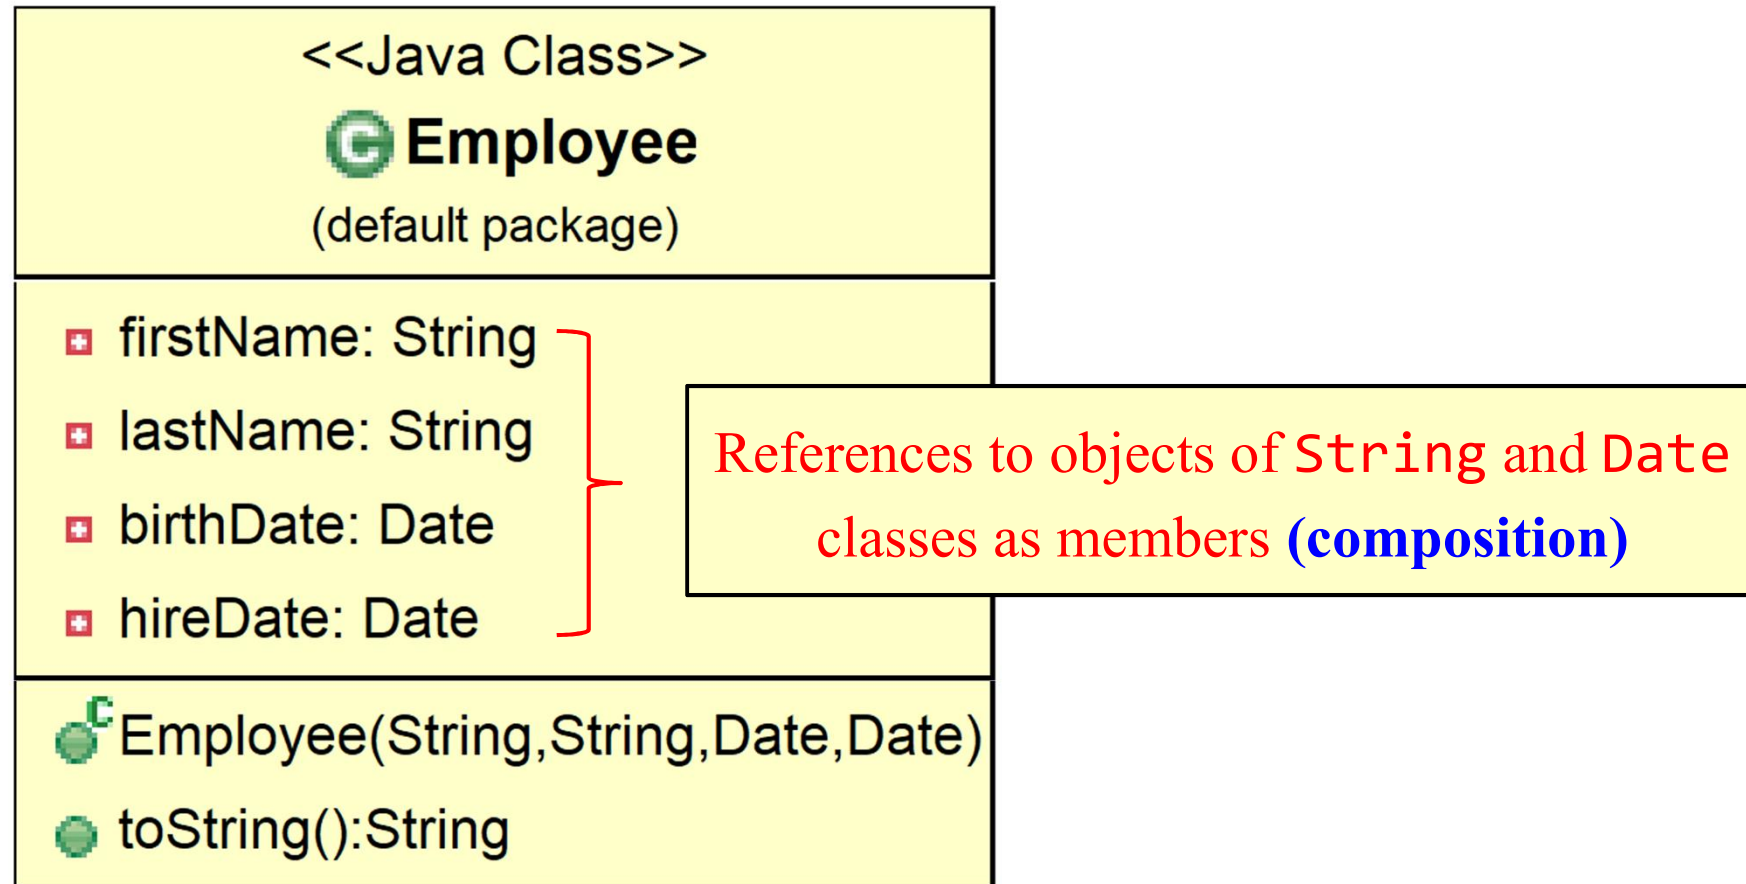 <<Java Class>>
C Employee
(default package)
firstName: String
lastName: String
birthDate: Date
hireDate: Date
References to objects of String and Date
classes as members (composition)
C Employee(String,String,Date,Date)
toString():String